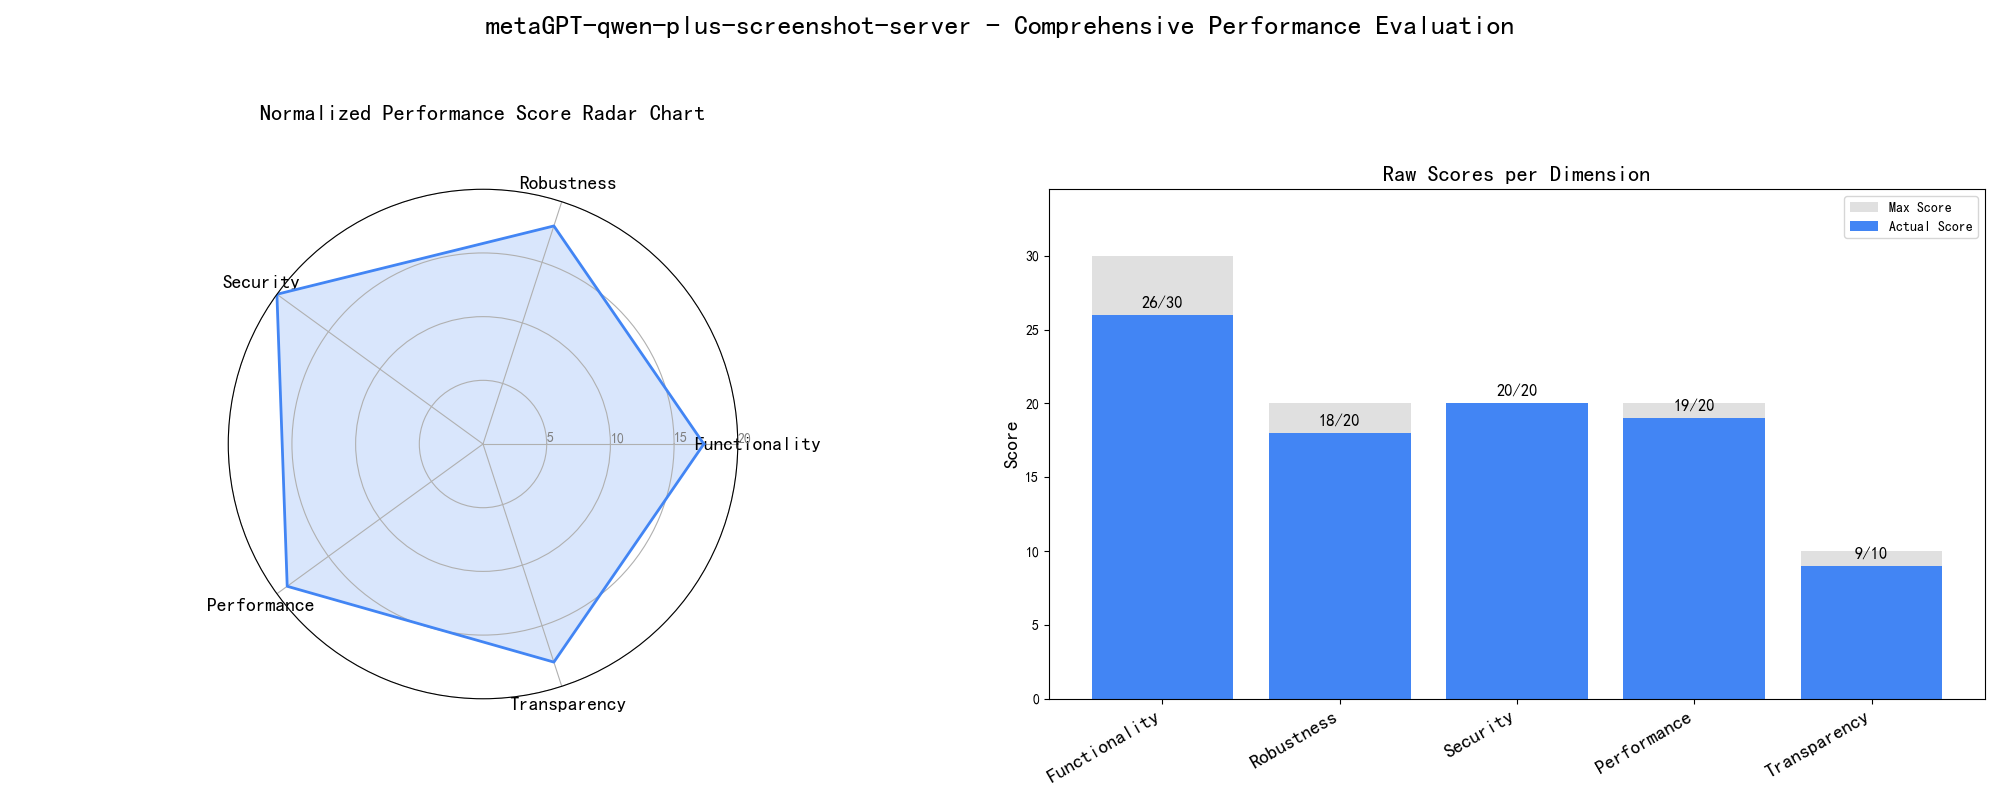 metaGPT-qwen-plus-screenshot-server - Comprehensive Performance Evaluation
Normalized Performance Score Radar Chart
Robustness
Security
5
10
15
20
Functionality
Performance
Transparency
Raw Scores per Dimension
Max Score
Actual Score
Score
30
25
20
15
10
5
0
26/30
18/20
20/20
19/20
9/10
Functionality
Robustness
Security
Performance
Transparency